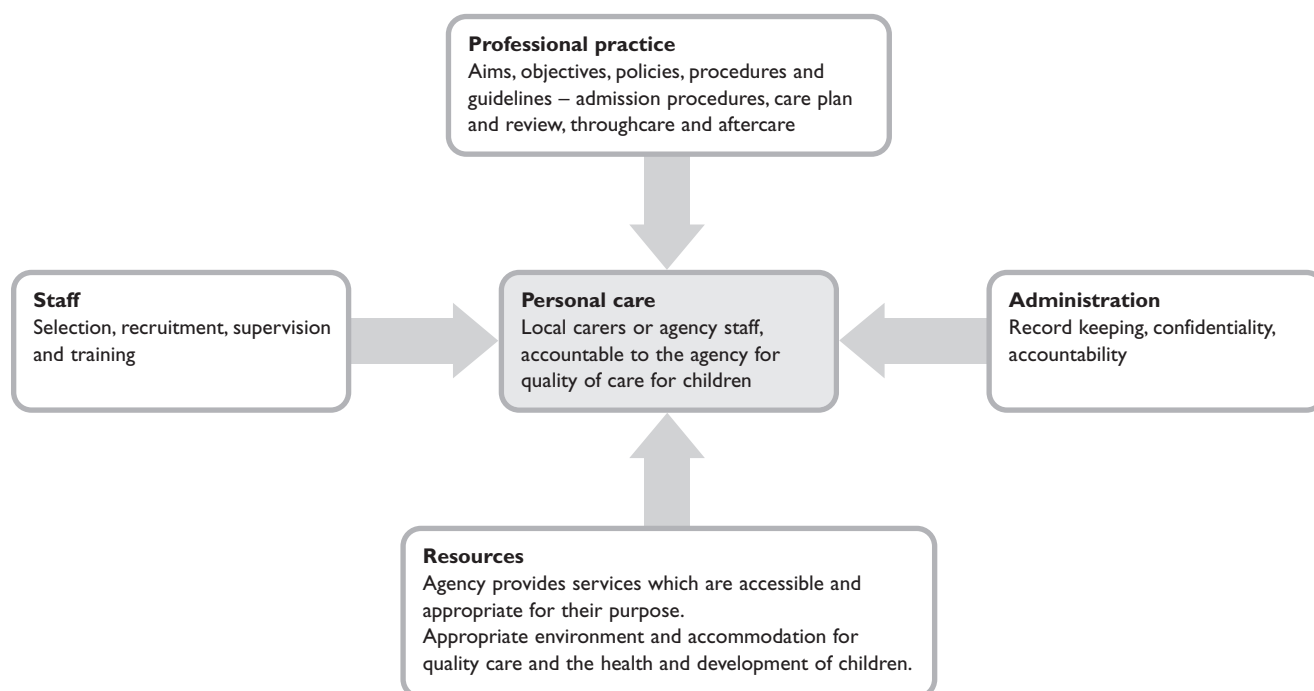 Professional practice
Aims, objectives, policies, procedures and
guidelines – admission procedures, care plan
and review, throughcare and aftercare
Staff
Selection, recruitment, supervision
and training
Personal care
Local carers or agency staff,
accountable to the agency for
quality of care for children
Administration
Record keeping, confidentiality,
accountability
Resources
Agency provides services which are accessible and
appropriate for their purpose.
Appropriate environment and accommodation for
quality care and the health and development of children.